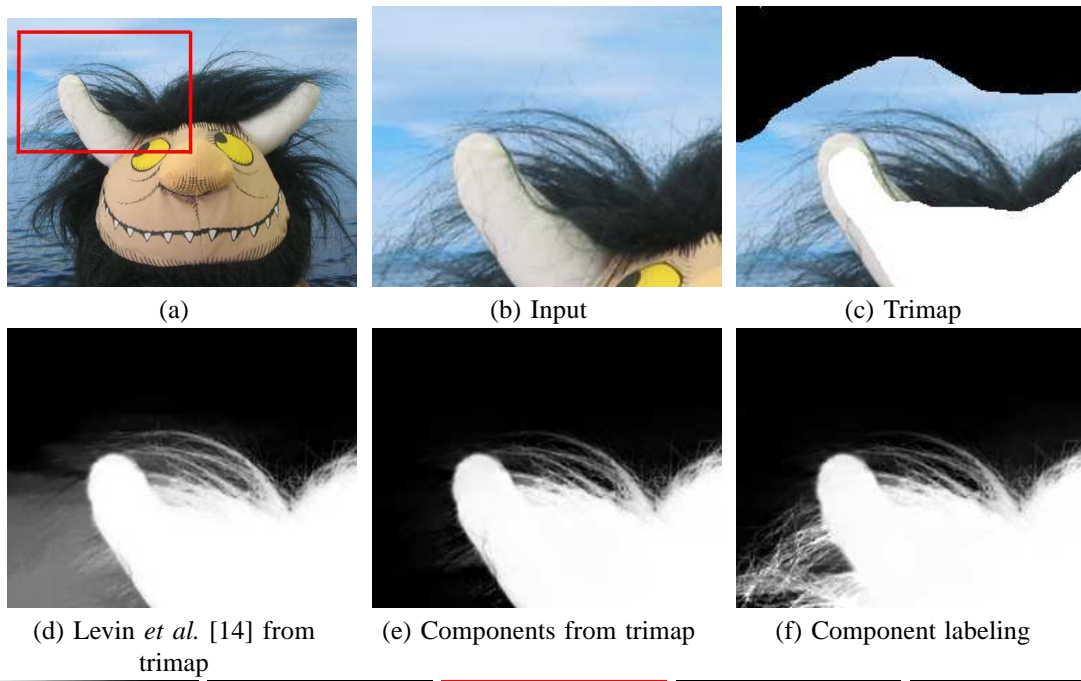 (a)
(b) Input
(c) Trimap
(d) Levin et al. [14] from
trimap
(e) Components from trimap
(f) Component labeling